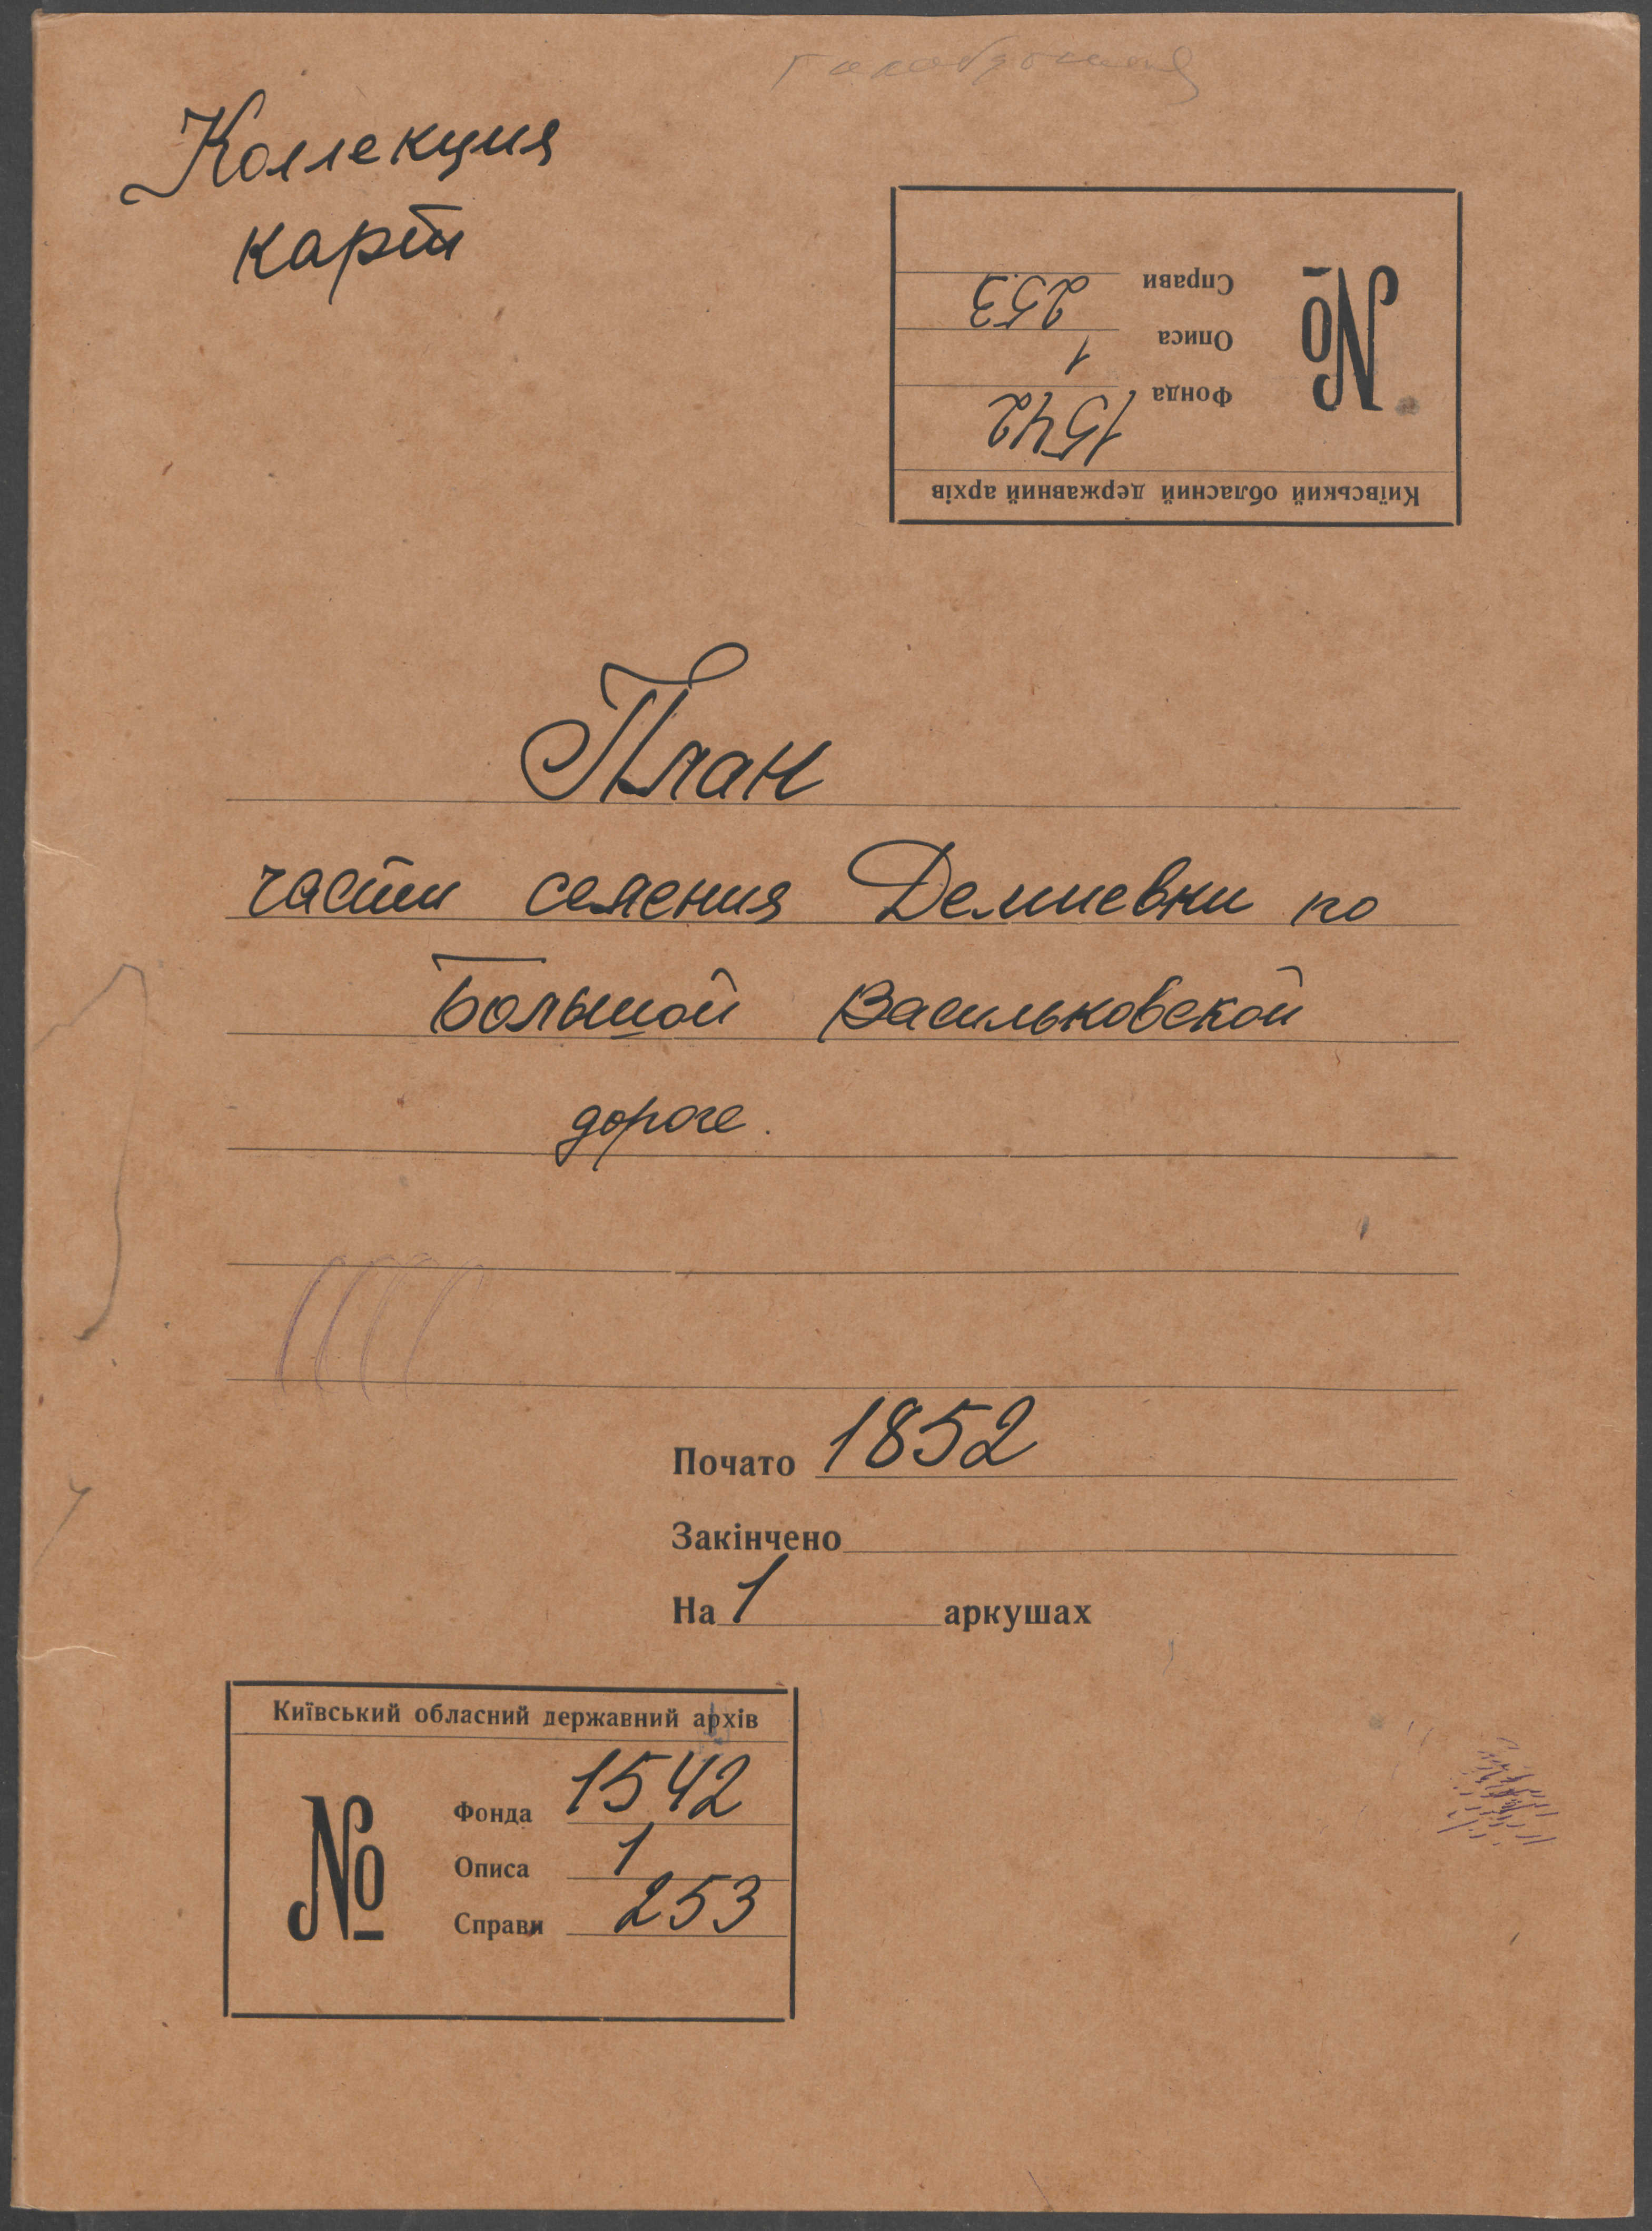 Коллекция
карт
Київський обласний державний архів
№
Фонда 1542
Описа 1
Справи 253
План
части селения Демиевки по
Большой Васильковской
дороге.
Почато 1852
Закінчено
На 1 аркушах
Київський обласний державний архів
№
Фонда 1542
Описа 1
Справи 253